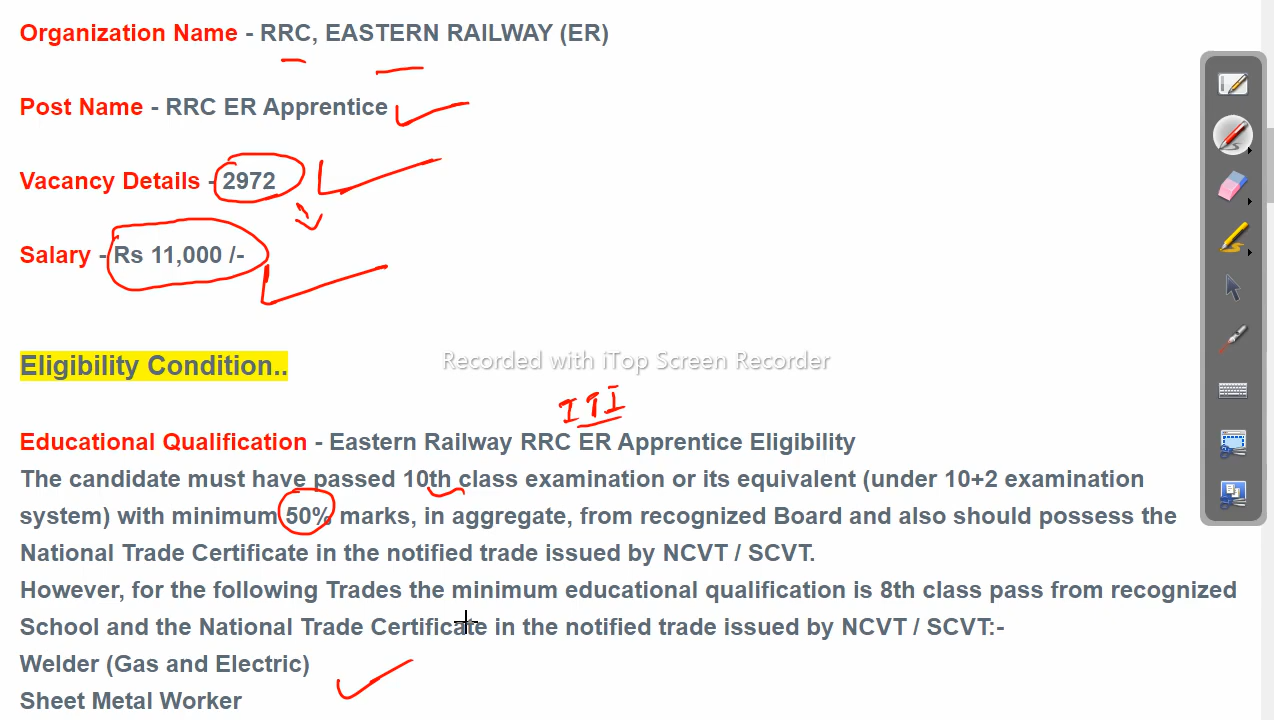 Organization Name - RRC, EASTERN RAILWAY (ER)
Post Name - RRC ER Apprentice
Vacancy Details - 2972
Salary - Rs 11,000 /-
Eligibility Condition..
Recorded with iTop Screen Recorder
ITI
Educational Qualification - Eastern Railway RRC ER Apprentice Eligibility
The candidate must have passed 10th class examination or its equivalent (under 10+2 examination
system) with minimum 50% marks, in aggregate, from recognized Board and also should possess the
National Trade Certificate in the notified trade issued by NCVT / SCVT.
However, for the following Trades the minimum educational qualification is 8th class pass from recognized
School and the National Trade Certificate in the notified trade issued by NCVT / SCVT:-
Welder (Gas and Electric)
Sheet Metal Worker